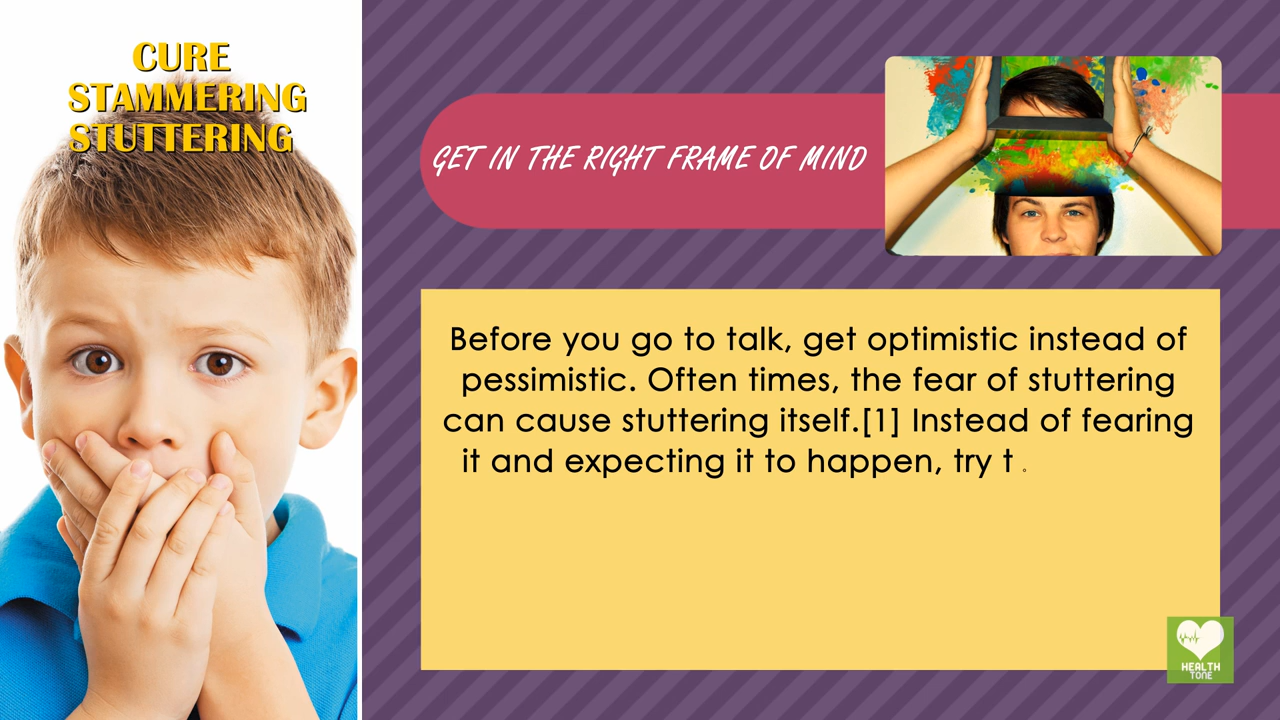 CURE
STAMMERING
STUTTERING
GET IN THE RIGHT FRAME OF MIND
Before you go to talk, get optimistic instead of
pessimistic. Often times, the fear of stuttering
can cause stuttering itself.[1] Instead of fearing
it and expecting it to happen, try t
HEALTH
TONE